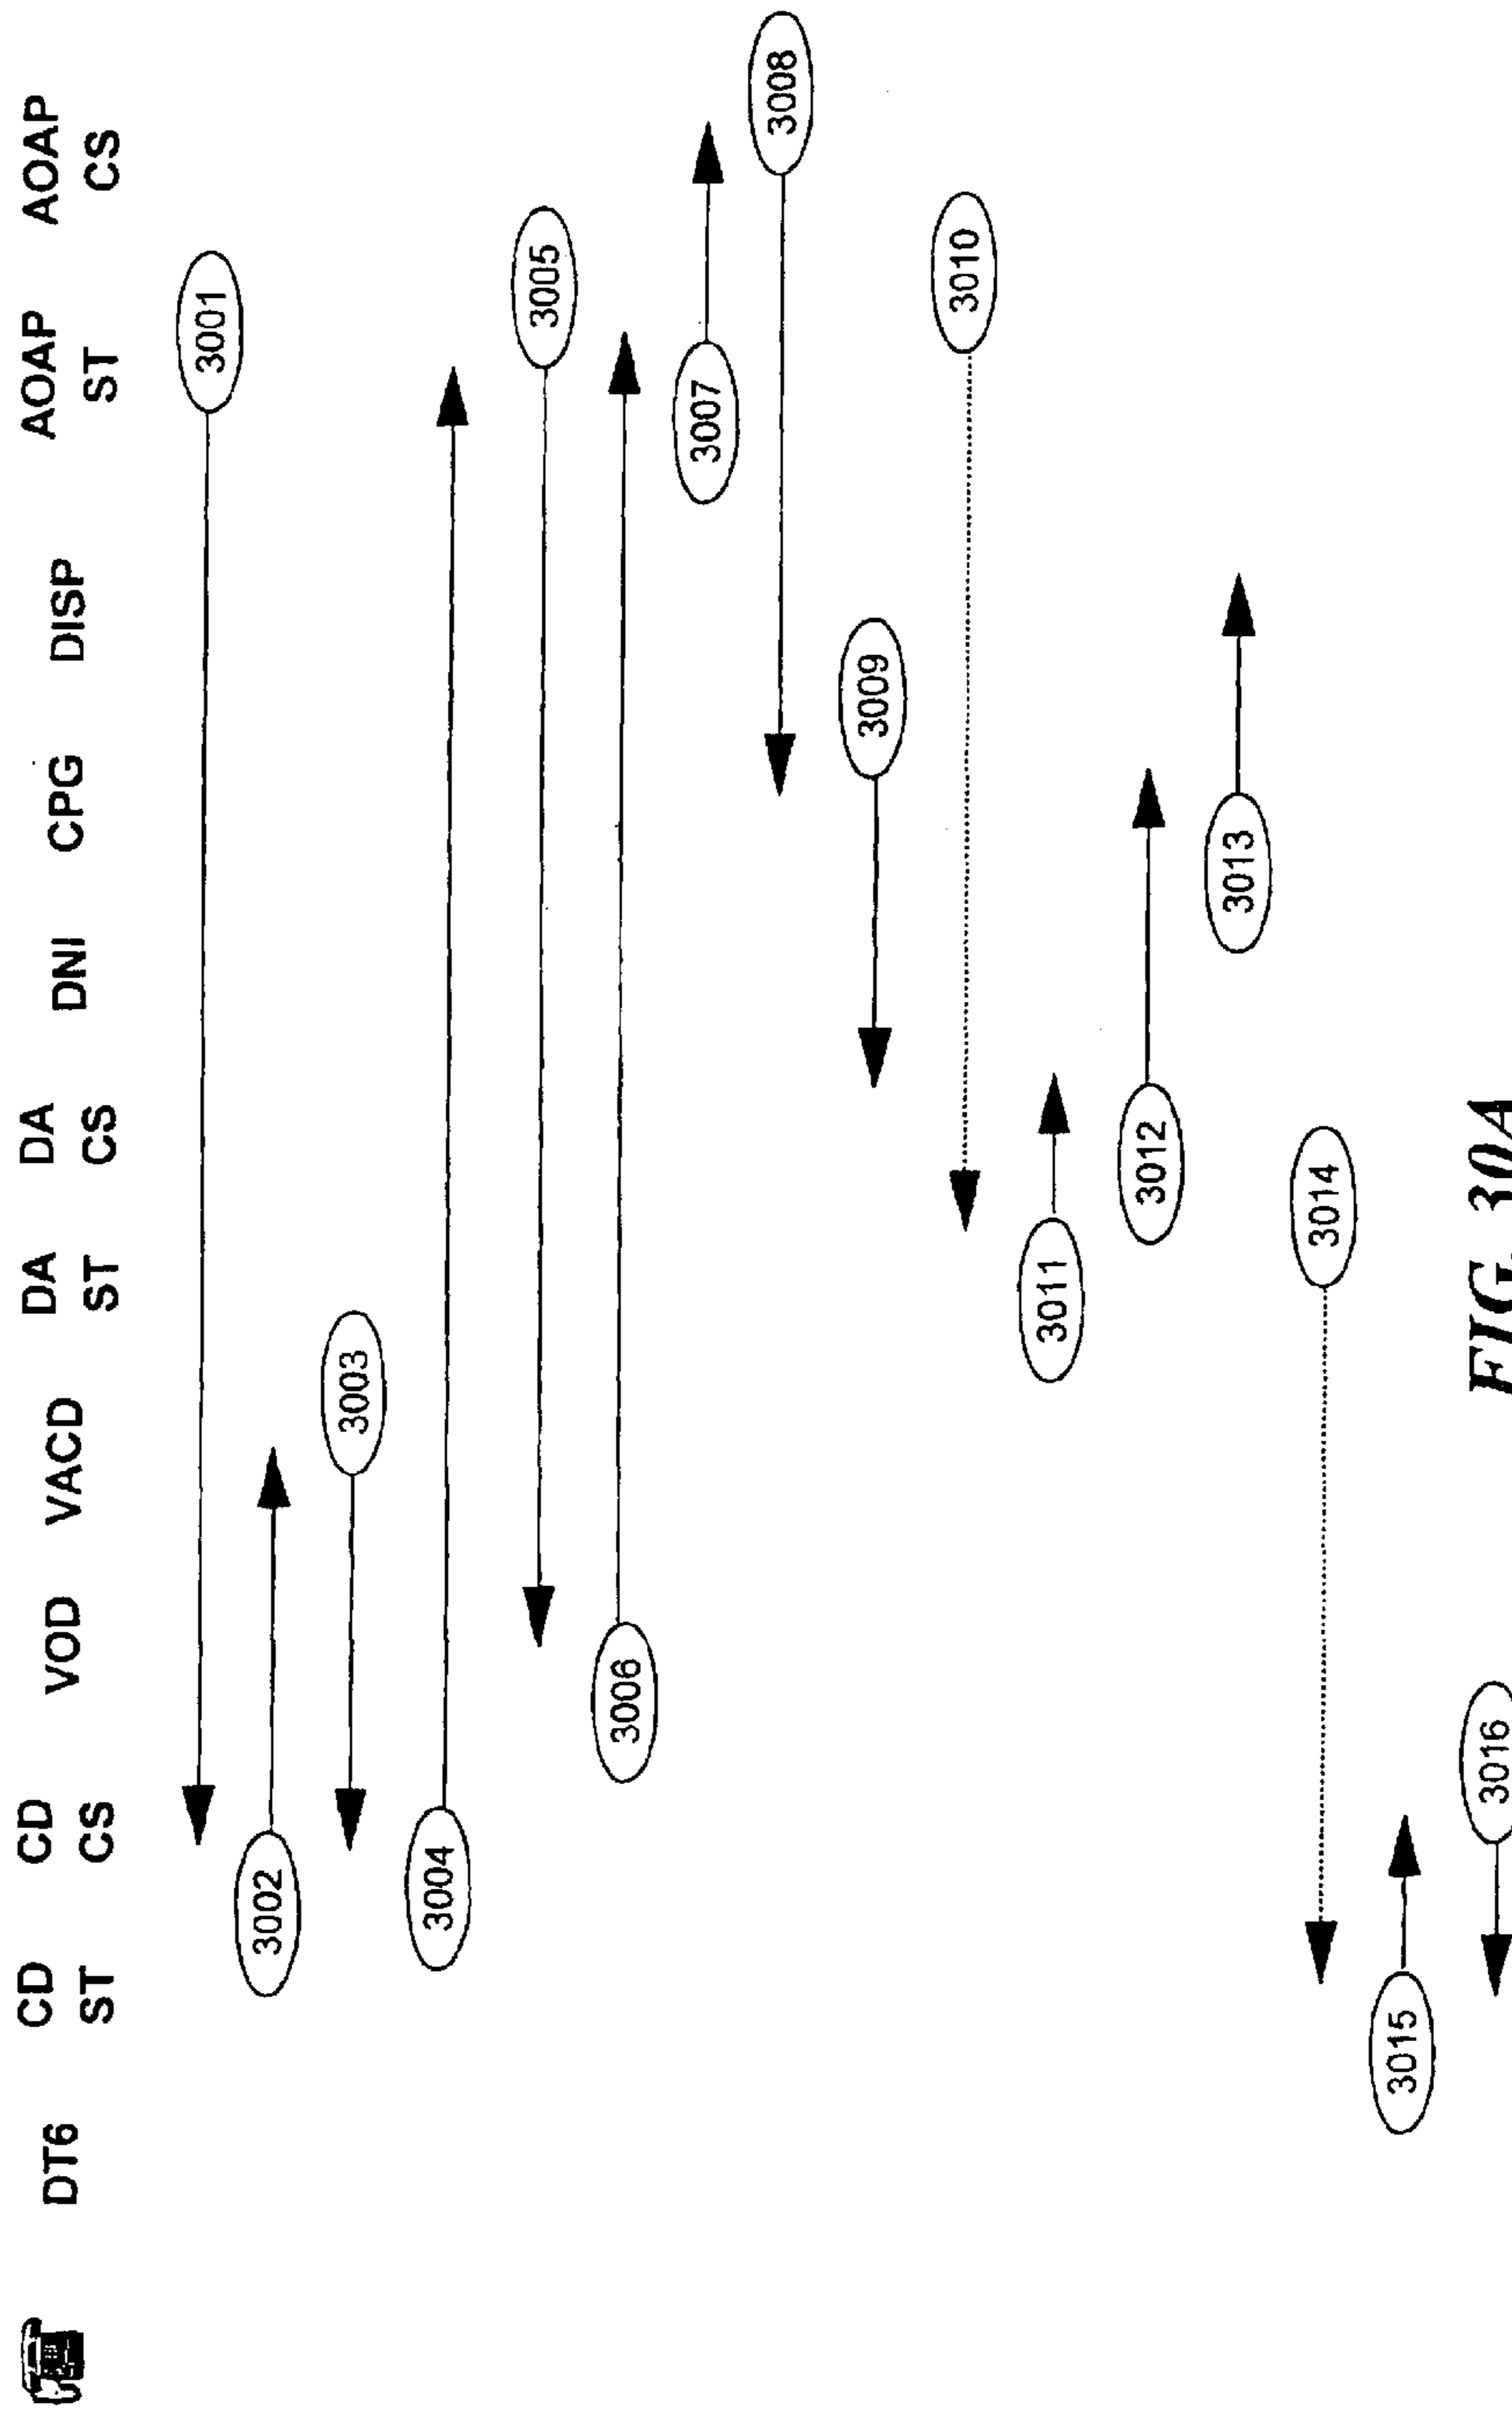 DT6
CD ST
CD CS
VOD
VACD
DA ST
DA CS
DNI
CPG
DISP
AOAP ST
AOAP CS
3001
3002
3003
3004
3005
3006
3007
3008
3009
3010
3011
3012
3013
3014
3015
3016
FIG. 30A